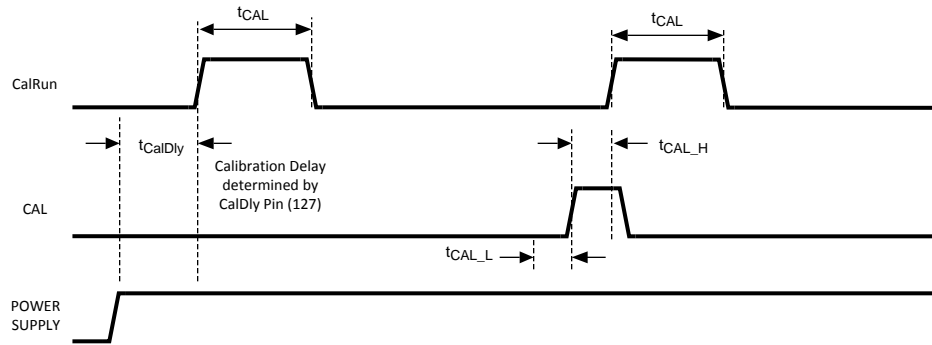 tCAL
tCAL
CalRun
tCalDly
tCAL_H
Calibration Delay
determined by
CalDly Pin (127)
CAL
tCAL_L
POWER
SUPPLY